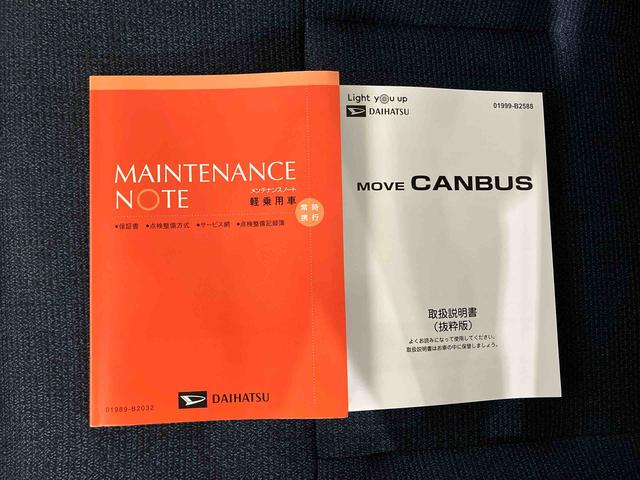 MAINTENANCE
NOTE
メンテナンスノート
軽乗用車
常時
携行
●保証書 ●点検整備方式 ●サービス網 ●点検整備記録簿
DAIHATSU
01989-B2032
Light you up
DAIHATSU
01999-B2588
MOVE CANBUS
取扱説明書
(抜粋版)
よくお読みになって使用してください。
取扱説明書はお車の中に保管しましょう。